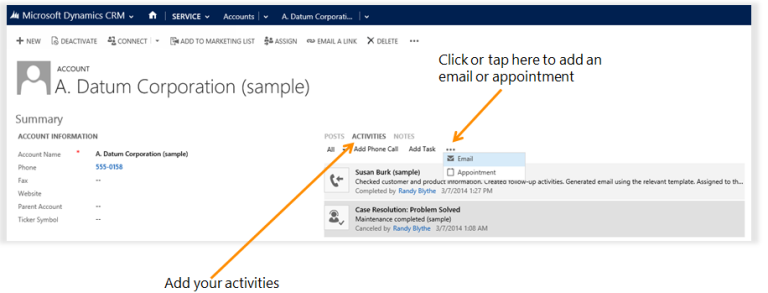 Microsoft Dynamics CRM SERVICE Accounts A. Datum Corporati...
NEW DEACTIVATE CONNECT ADD TO MARKETING LIST ASSIGN EMAIL A LINK DELETE ...
Click or tap here to add an
email or appointment
ACCOUNT
A. Datum Corporation (sample)
Summary
ACCOUNT INFORMATION
Account Name * A. Datum Corporation (sample)
Phone 555-0158
Fax --
Website
Parent Account --
Ticker Symbol --
POSTS ACTIVITIES NOTES
All Add Phone Call Add Task ...
Email
Appointment
Susan Burk (sample)
Checked customer and product information. Created follow-up activities. Generated email using the relevant template. Assigned to th...
Completed by Randy Blythe 3/7/2014 1:27 PM
Case Resolution: Problem Solved
Maintenance completed (sample)
Canceled by Randy Blythe 3/7/2014 1:08 AM
Add your activities